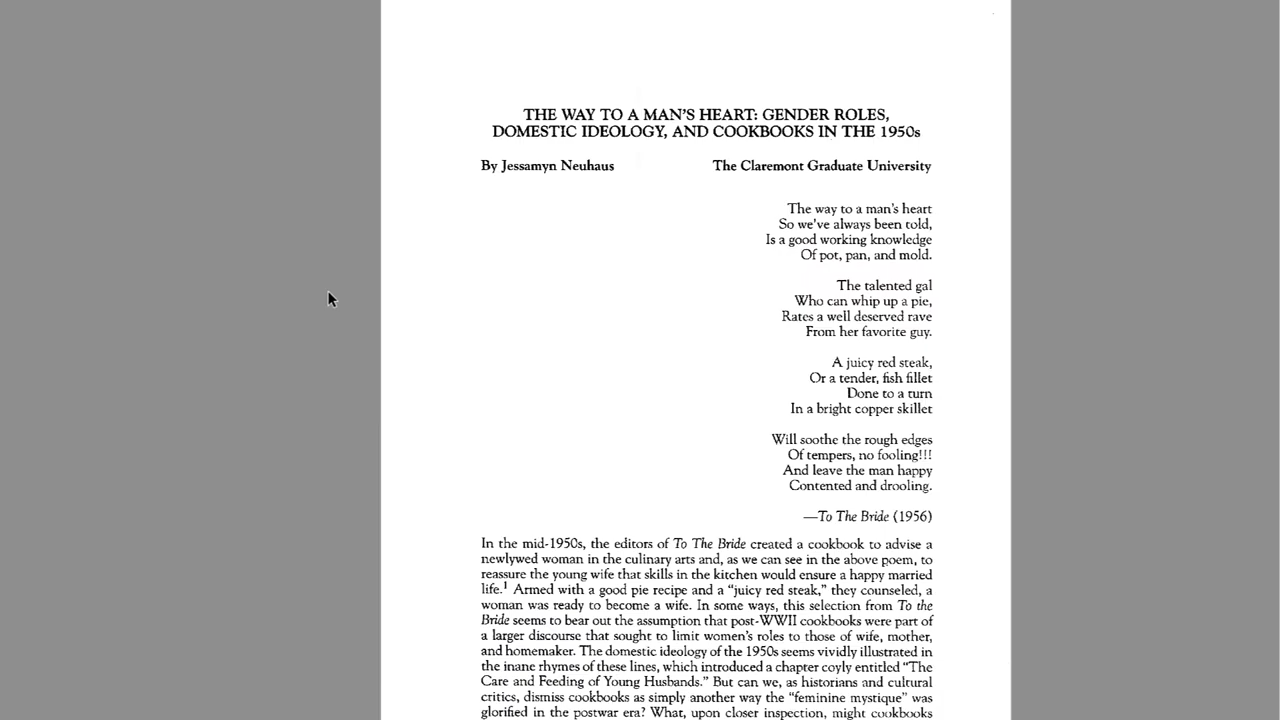 THE WAY TO A MAN'S HEART: GENDER ROLES,
DOMESTIC IDEOLOGY, AND COOKBOOKS IN THE 1950s
By Jessamyn Neuhaus The Claremont Graduate University
The way to a man's heart
So we've always been told,
Is a good working knowledge
Of pot, pan, and mold.
The talented gal
Who can whip up a pie,
Rates a well deserved rave
From her favorite guy.
A juicy red steak,
Or a tender, fish fillet
Done to a turn
In a bright copper skillet
Will soothe the rough edges
Of tempers, no fooling!!!
And leave the man happy
Contented and drooling.
—To The Bride (1956)
In the mid-1950s, the editors of To The Bride created a cookbook to advise a
newlywed woman in the culinary arts and, as we can see in the above poem, to
reassure the young wife that skills in the kitchen would ensure a happy married
life.¹ Armed with a good pie recipe and a "juicy red steak," they counseled, a
woman was ready to become a wife. In some ways, this selection from To the
Bride seems to bear out the assumption that post-WWII cookbooks were part of
a larger discourse that sought to limit women's roles to those of wife, mother,
and homemaker. The domestic ideology of the 1950s seems vividly illustrated in
the inane rhymes of these lines, which introduced a chapter coyly entitled "The
Care and Feeding of Young Husbands." But can we, as historians and cultural
critics, dismiss cookbooks as simply another way the "feminine mystique" was
glorified in the postwar era? What, upon closer inspection, might cookbooks